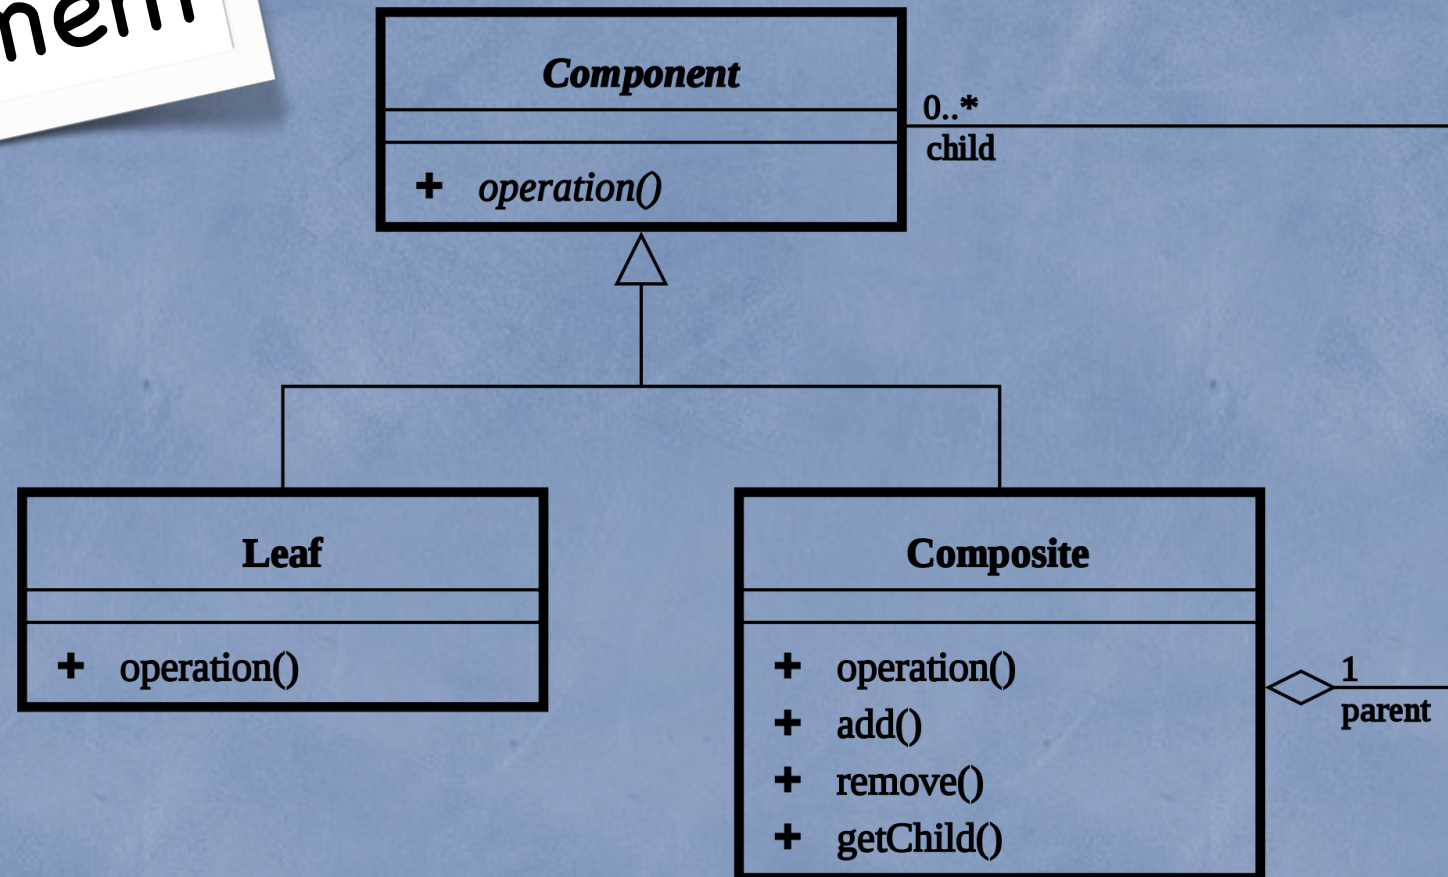 Component
0..*
child
+ operation()
Leaf
+ operation()
Composite
+ operation()
+ add()
+ remove()
+ getChild()
1
parent